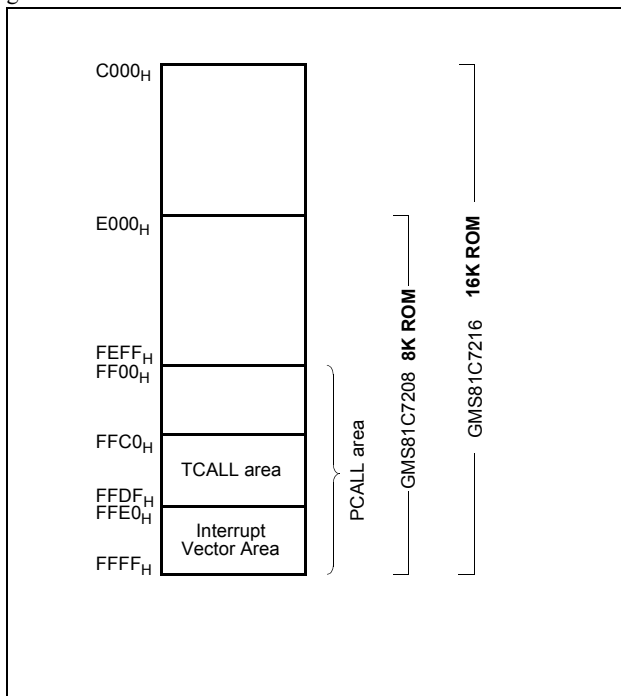 g
C000H
E000H
FEFFH
FF00H
FFC0H
TCALL area
FFDFH
FFE0H
Interrupt
Vector Area
FFFFH
PCALL area
GMS81C7208 8K ROM
GMS81C7216 16K ROM